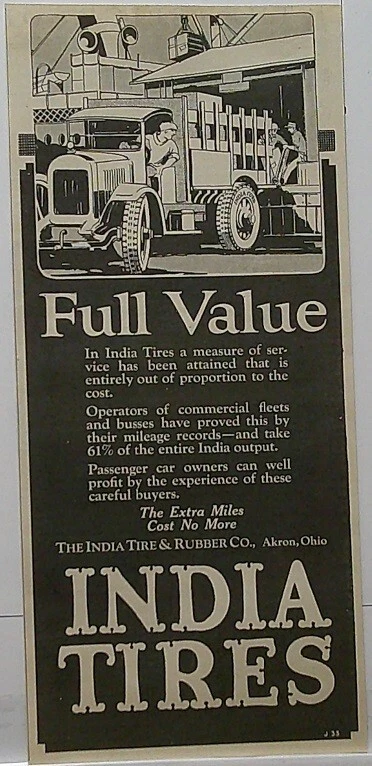 Full Value
In India Tires a measure of ser-
vice has been attained that is
entirely out of proportion to the
cost.
Operators of commercial fleets
and busses have proved this by
their mileage records—and take
61% of the entire India output.
Passenger car owners can well
profit by the experience of these
careful buyers.
The Extra Miles
Cost No More
THE INDIA TIRE & RUBBER CO., Akron, Ohio
INDIA
TIRES